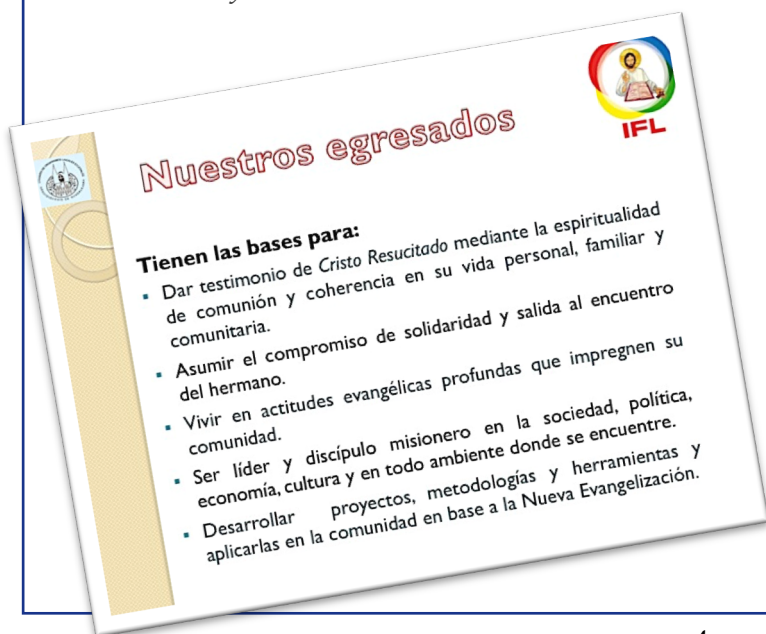 Nuestros egresados
IFL
Tienen las bases para:
▪ Dar testimonio de Cristo Resucitado mediante la espiritualidad
de comunión y coherencia en su vida personal, familiar y
comunitaria.
▪ Asumir el compromiso de solidaridad y salida al encuentro
del hermano.
▪ Vivir en actitudes evangélicas profundas que impregnen su
comunidad.
▪ Ser líder y discípulo misionero en la sociedad, política,
economía, cultura y en todo ambiente donde se encuentre.
▪ Desarrollar proyectos, metodologías y herramientas y
aplicarlas en la comunidad en base a la Nueva Evangelización.